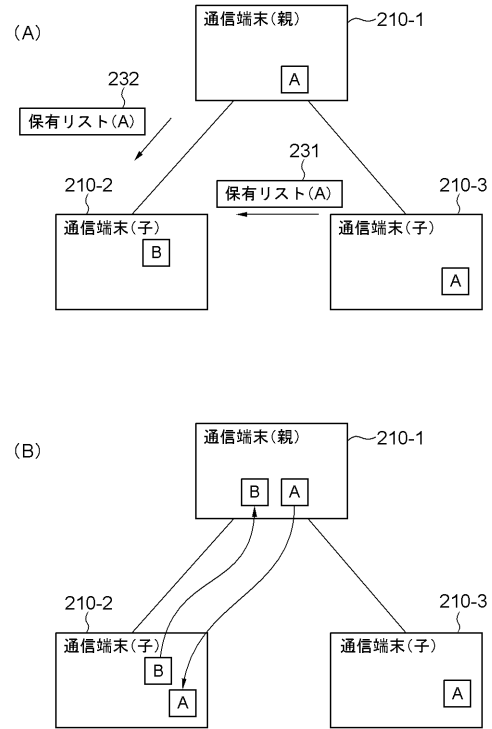 (A)
通信端末(親)
210-1
A
232
保有リスト(A)
231
保有リスト(A)
210-2
通信端末(子)
B
210-3
通信端末(子)
A
(B)
通信端末(親)
210-1
B A
210-2
通信端末(子)
B
A
210-3
通信端末(子)
A